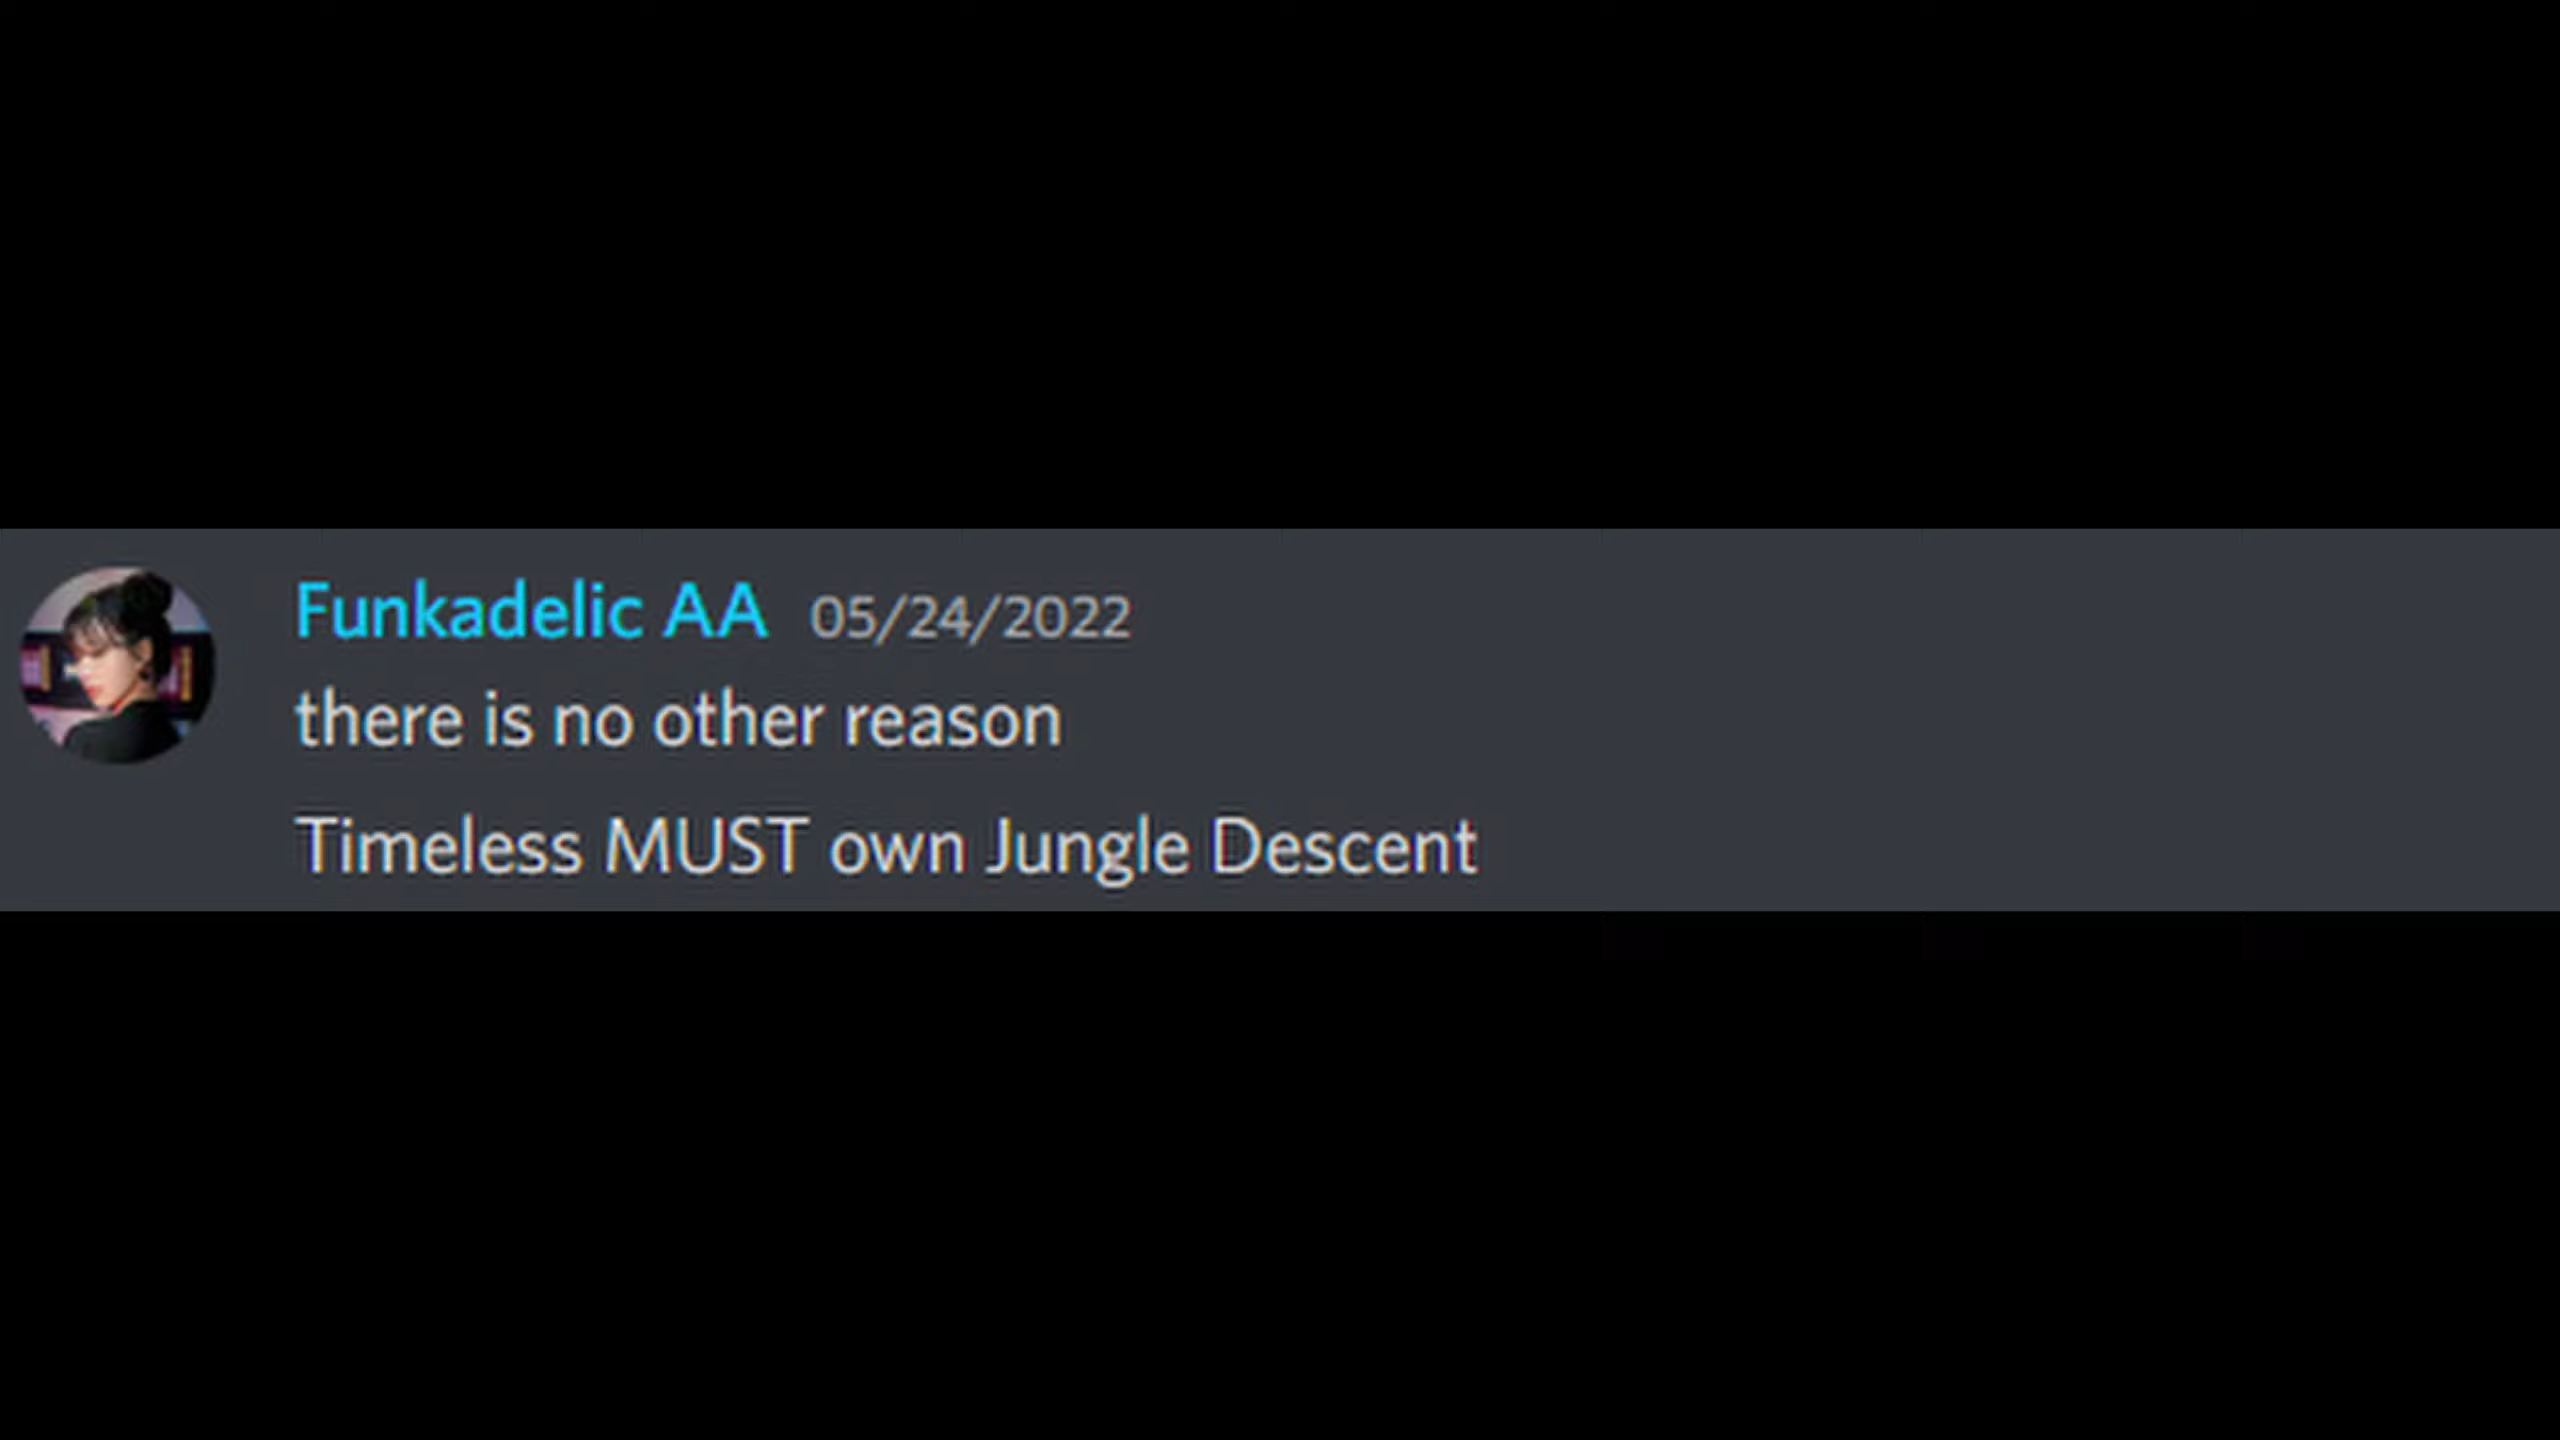 Funkadelic AA 05/24/2022
there is no other reason
Timeless MUST own Jungle Descent